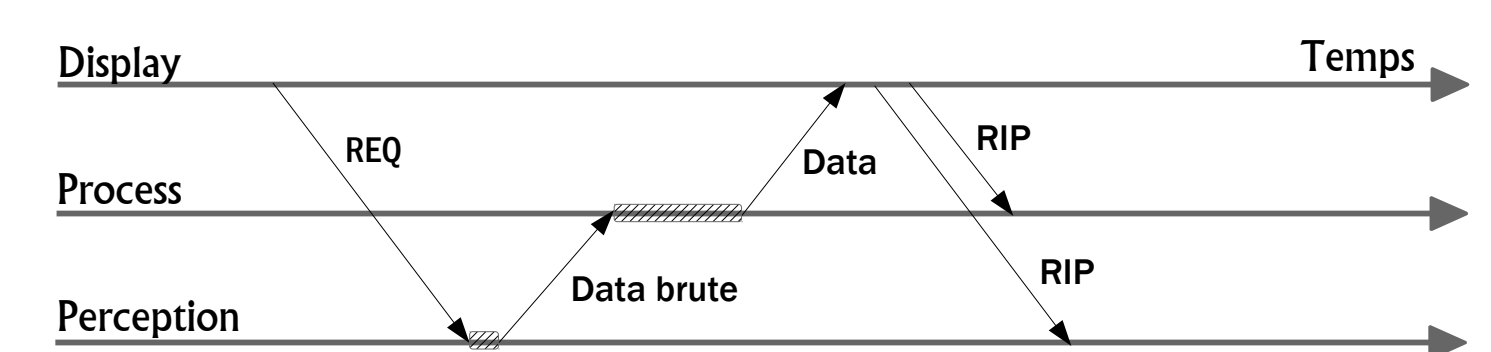 Display
Temps
REQ
RIP
Data
Process
RIP
Data brute
Perception